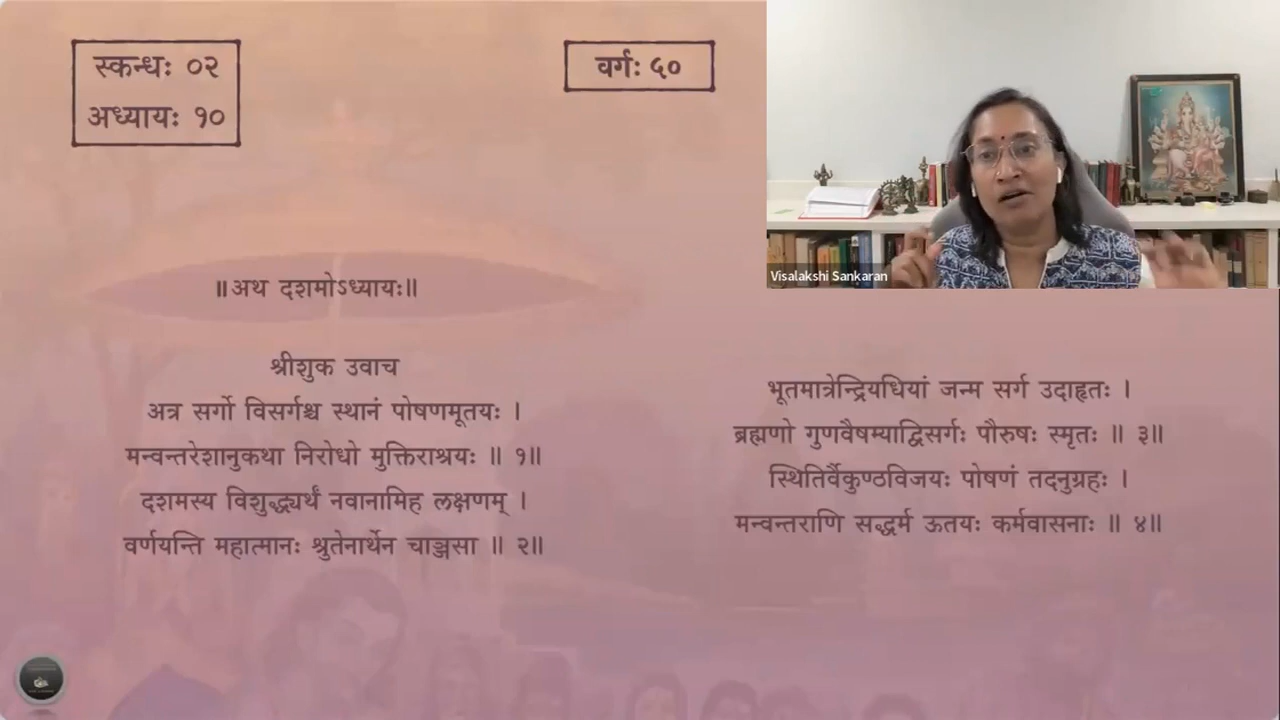 स्कन्धः ०२
अध्यायः १०
वर्गः ५०
॥अथ दशमोऽध्यायः॥
श्रीशुक उवाच
अत्र सर्गो विसर्गश्च स्थानं पोषणमूतयः ।
मन्वन्तरेशानुकथा निरोधो मुक्तिराश्रयः ॥ १॥
दशमस्य विशुद्ध्यर्थं नवानामिह लक्षणम् ।
वर्णयन्ति महात्मानः श्रुतेनार्थेन चाञ्जसा ॥ २॥
भूतमात्रेन्द्रियधियां जन्म सर्ग उदाहृतः ।
ब्रह्मणो गुणवैषम्याद्विसर्गः पौरुषः स्मृतः ॥ ३॥
स्थितिर्वैकुण्ठविजयः पोषणं तदनुग्रहः ।
मन्वन्तराणि सद्धर्म ऊतयः कर्मवासनाः ॥ ४॥
Visalakshi Sankaran